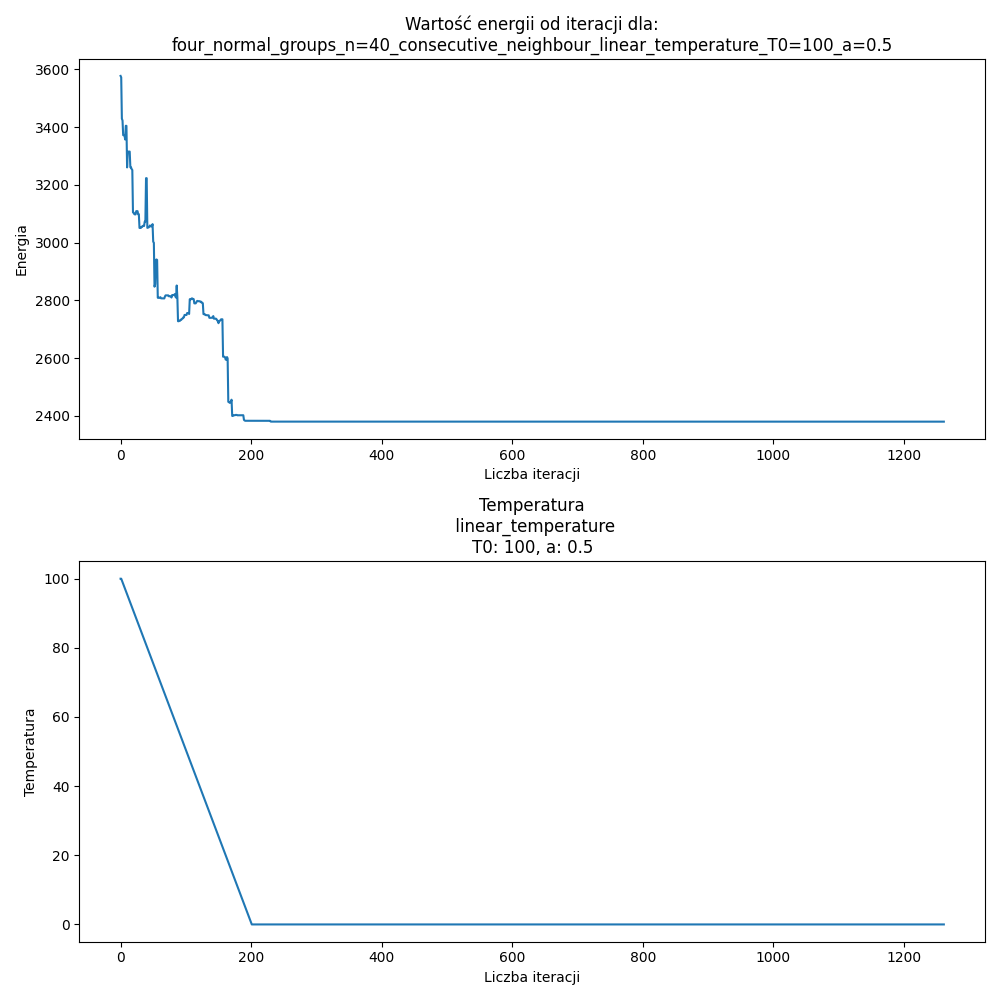 Wartość energii od iteracji dla:
four_normal_groups_n=40_consecutive_neighbour_linear_temperature_T0=100_a=0.5
3600
3400
3200
3000
2800
2600
2400
Energia
0 200 400 600 800 1000 1200
Liczba iteracji
Temperatura
linear_temperature
T0: 100, a: 0.5
100
80
60
40
20
0
Temperatura
0 200 400 600 800 1000 1200
Liczba iteracji